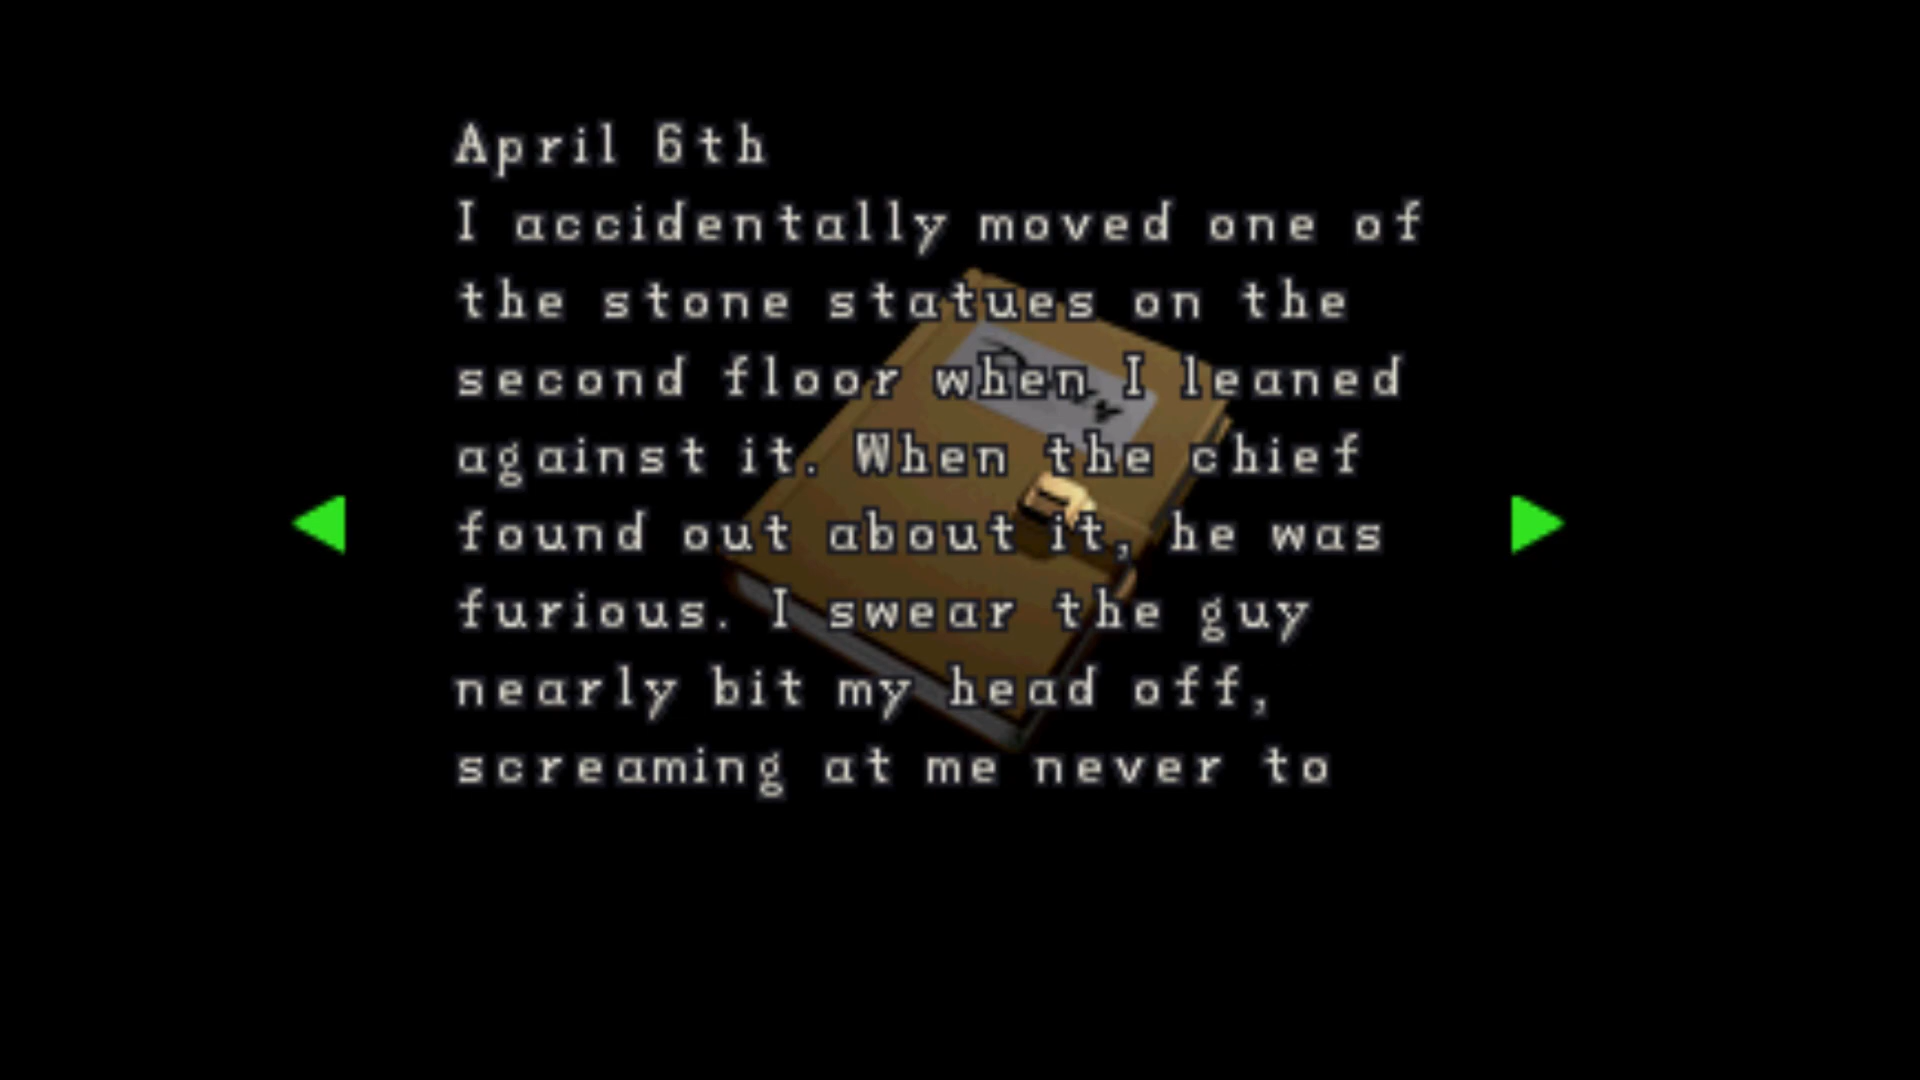 April 6th
I accidentally moved one of
the stone statues on the
second floor when I leaned
against it. When the chief
found out about it, he was
furious. I swear the guy
nearly bit my head off,
screaming at me never to